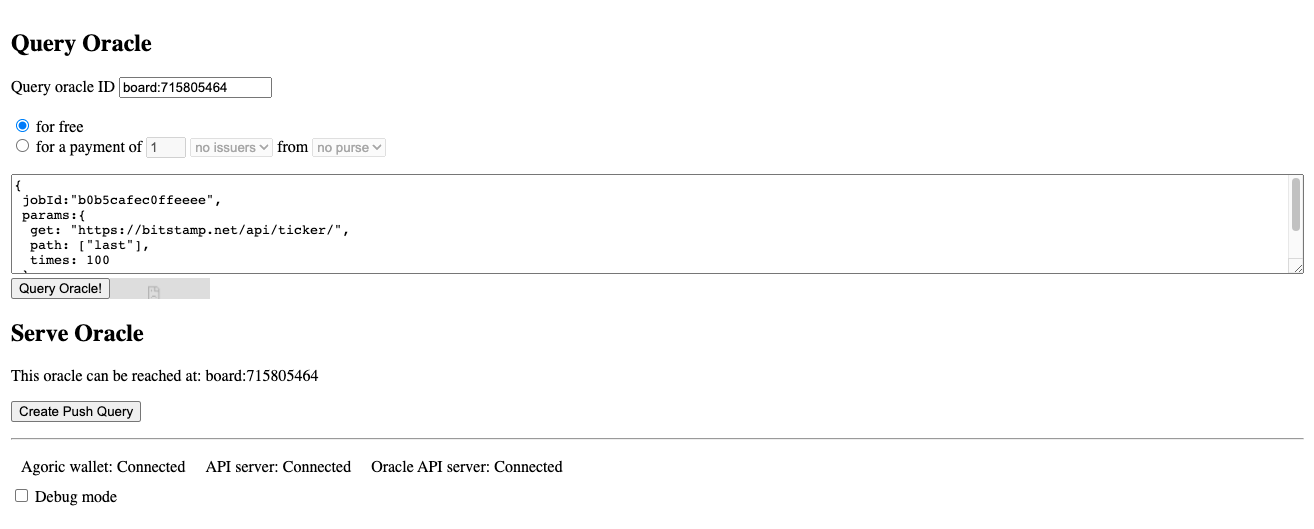 Query Oracle
Query oracle ID board:715805464
for free
for a payment of 1 no issuers from no purse
{
 jobId:"b0b5cafec0ffeeee",
 params:{
  get: "https://bitstamp.net/api/ticker/",
  path: ["last"],
  times: 100
Query Oracle!
Serve Oracle
This oracle can be reached at: board:715805464
Create Push Query
Agoric wallet: Connected API server: Connected Oracle API server: Connected
Debug mode